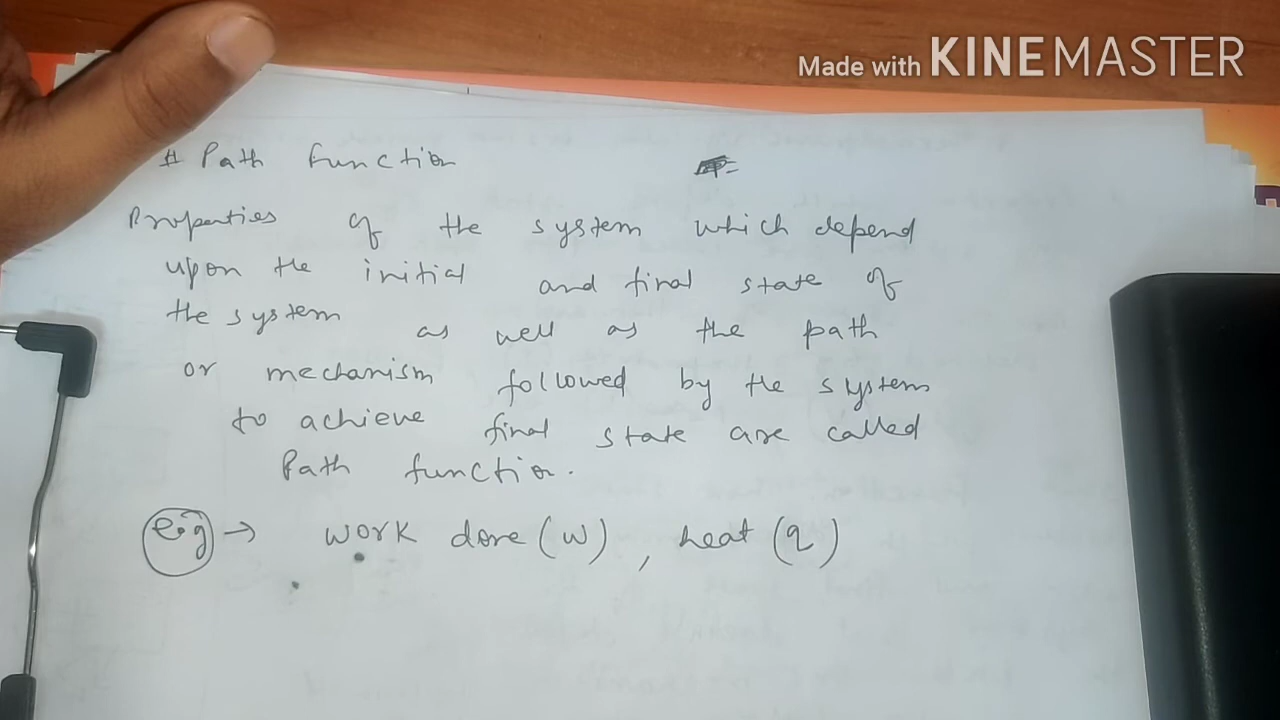 Made with KINEMASTER
# Path function
Properties of the system which depend
upon the initial and final state of
the system as well as the path
or mechanism followed by the system
to achieve final state are called
Path function.
e.g → work done (w), heat (q)